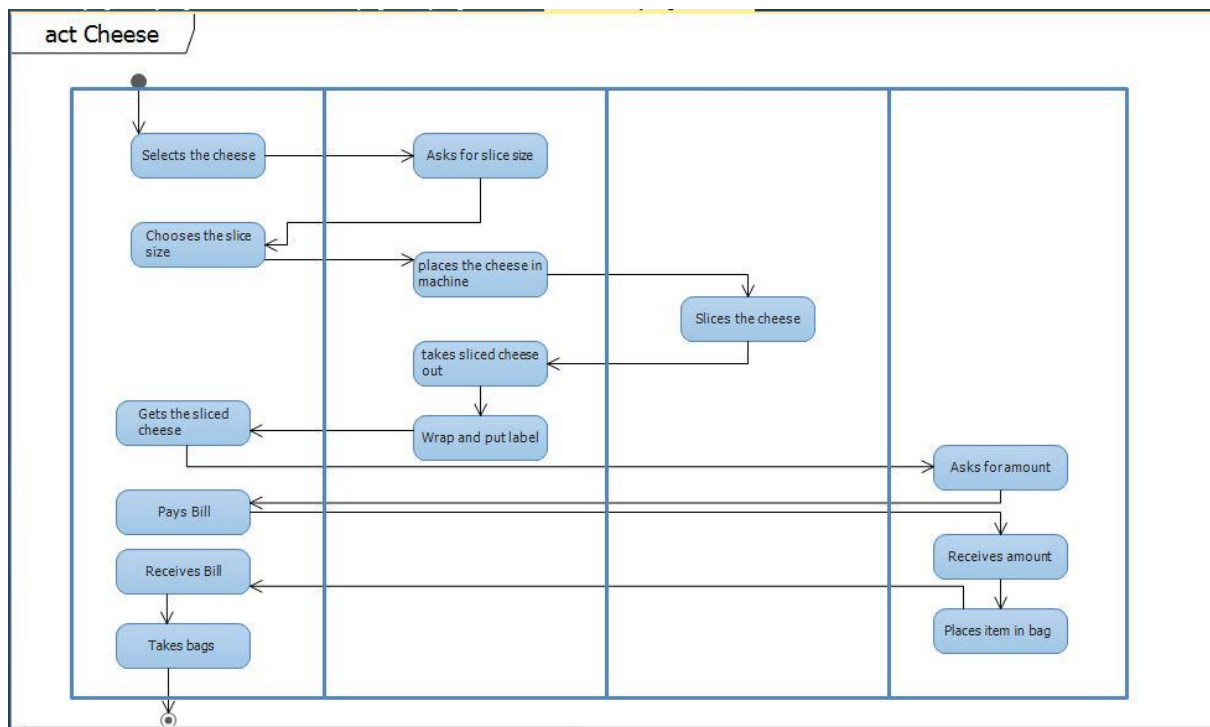 act Cheese
Selects the cheese
Asks for slice size
Chooses the slice
size
places the cheese in
machine
Slices the cheese
takes sliced cheese
out
Gets the sliced
cheese
Wrap and put label
Asks for amount
Pays Bill
Receives amount
Receives Bill
Places item in bag
Takes bags